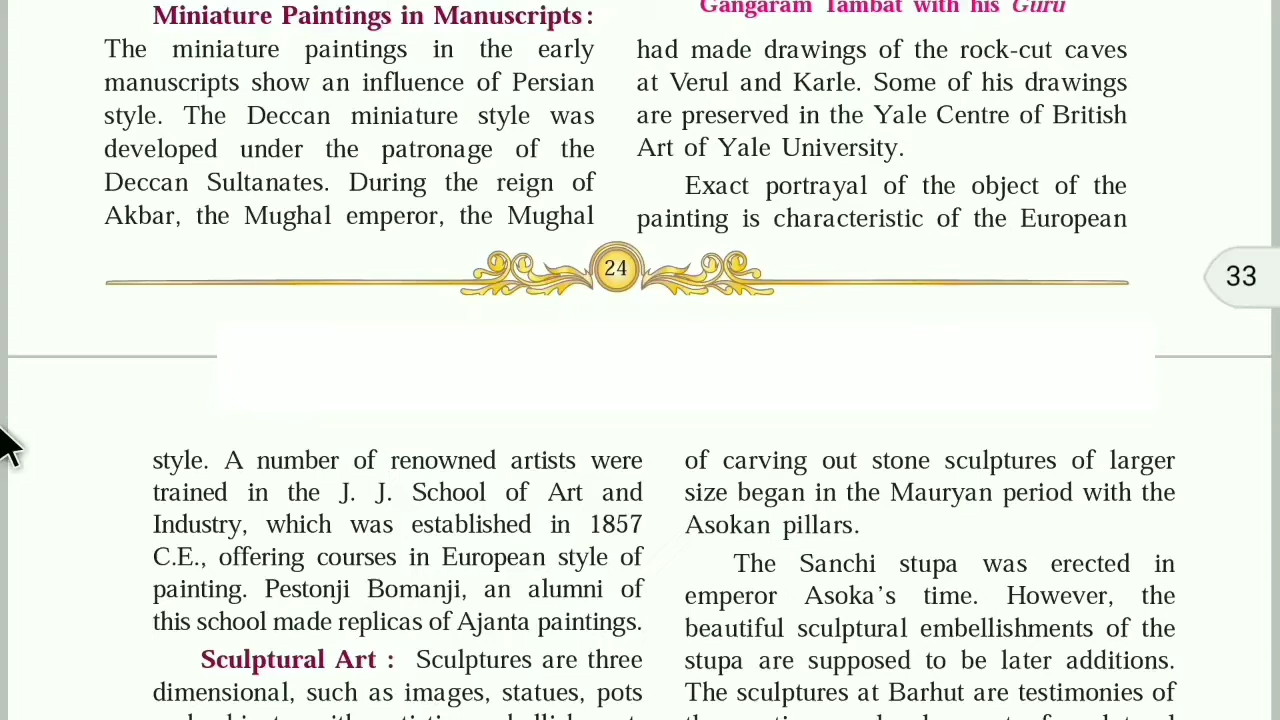 Miniature Paintings in Manuscripts:
The miniature paintings in the early
manuscripts show an influence of Persian
style. The Deccan miniature style was
developed under the patronage of the
Deccan Sultanates. During the reign of
Akbar, the Mughal emperor, the Mughal
Gangaram Tambat with his Guru
had made drawings of the rock-cut caves
at Verul and Karle. Some of his drawings
are preserved in the Yale Centre of British
Art of Yale University.
Exact portrayal of the object of the
painting is characteristic of the European
24
33
style. A number of renowned artists were
trained in the J. J. School of Art and
Industry, which was established in 1857
C.E., offering courses in European style of
painting. Pestonji Bomanji, an alumni of
this school made replicas of Ajanta paintings.
Sculptural Art : Sculptures are three
dimensional, such as images, statues, pots
of carving out stone sculptures of larger
size began in the Mauryan period with the
Asokan pillars.
The Sanchi stupa was erected in
emperor Asoka's time. However, the
beautiful sculptural embellishments of the
stupa are supposed to be later additions.
The sculptures at Barhut are testimonies of